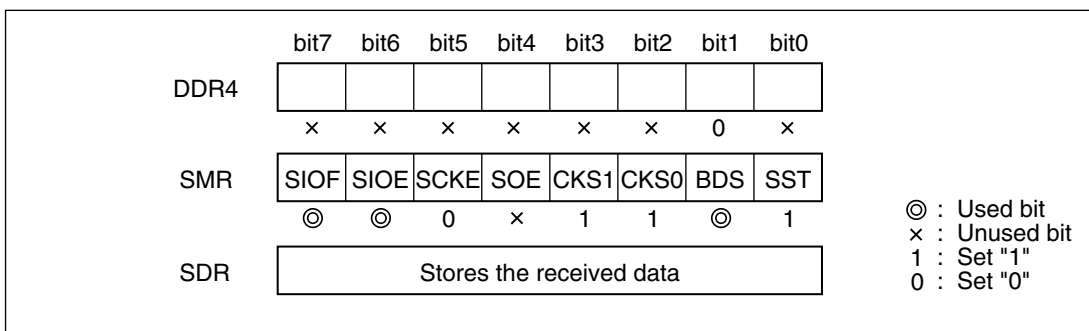 bit7 bit6 bit5 bit4 bit3 bit2 bit1 bit0
DDR4
× × × × × × 0 ×
SMR SIOF SIOE SCKE SOE CKS1 CKS0 BDS SST
◎ ◎ 0 × 1 1 ◎ 1
SDR Stores the received data
◎ : Used bit
× : Unused bit
1 : Set "1"
0 : Set "0"